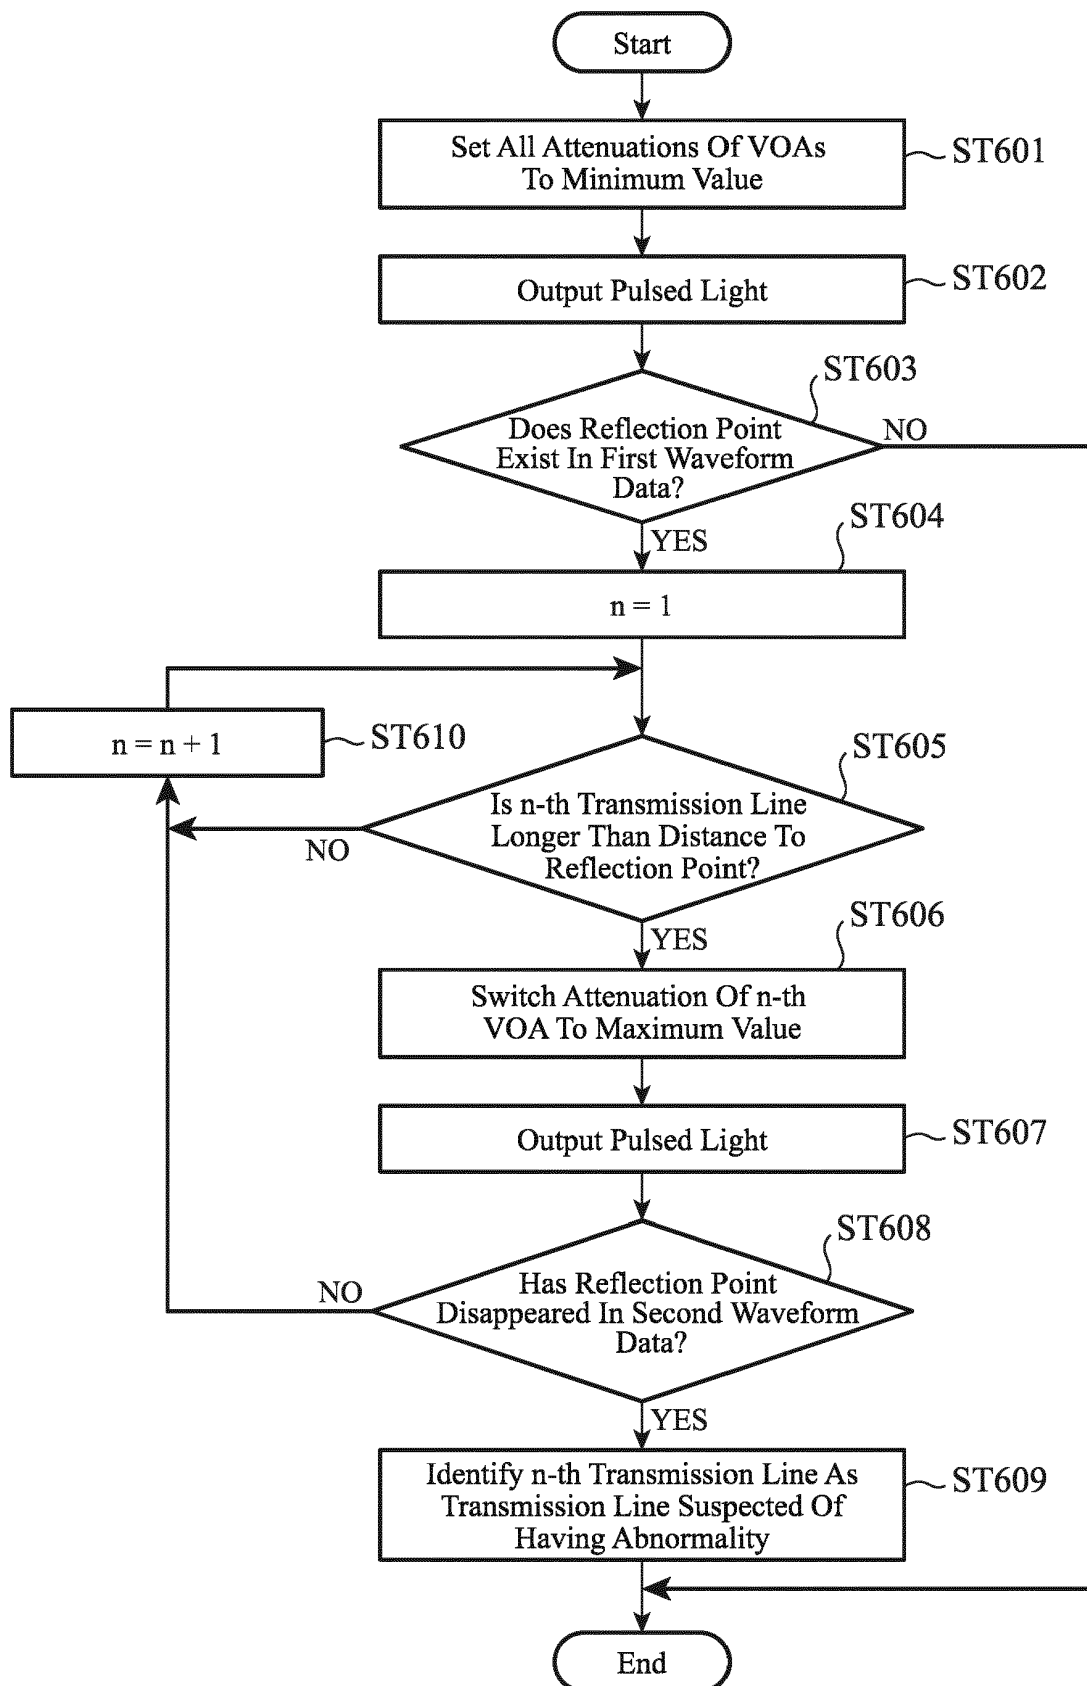 Start
Set All Attenuations Of VOAs
To Minimum Value
ST601
Output Pulsed Light
ST602
ST603
Does Reflection Point
Exist In First Waveform
Data?
NO
YES
ST604
n = 1
n = n + 1
ST610
ST605
Is n-th Transmission Line
Longer Than Distance To
Reflection Point?
NO
YES
ST606
Switch Attenuation Of n-th
VOA To Maximum Value
Output Pulsed Light
ST607
ST608
Has Reflection Point
Disappeared In Second Waveform
Data?
NO
YES
Identify n-th Transmission Line As
Transmission Line Suspected Of
Having Abnormality
ST609
End